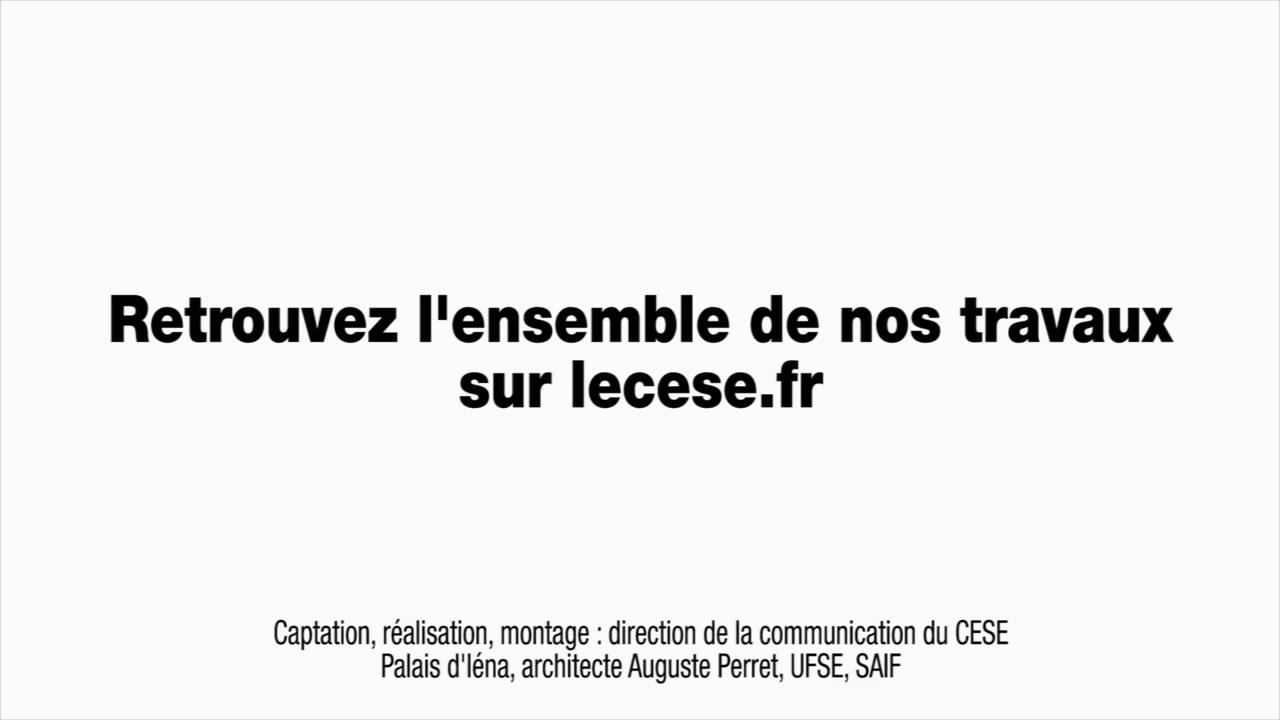 Retrouvez l'ensemble de nos travaux
sur lecese.fr
Captation, réalisation, montage : direction de la communication du CESE
Palais d'Iéna, architecte Auguste Perret, UFSE, SAIF